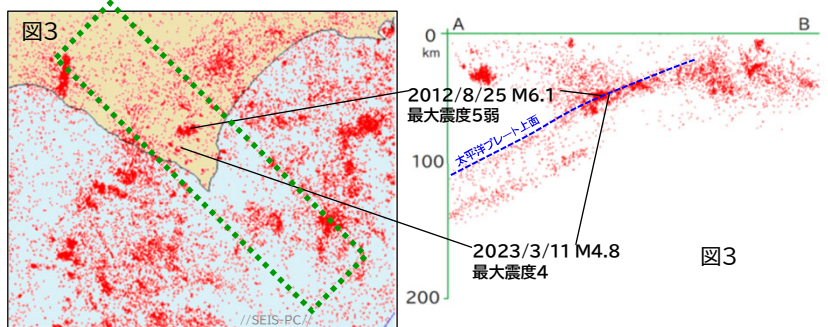 図3
A
B
0
km
2012/8/25 M6.1
最大震度5弱
太平洋プレート上面
100
2023/3/11 M4.8
最大震度4
図3
200
//SEIS-PC//